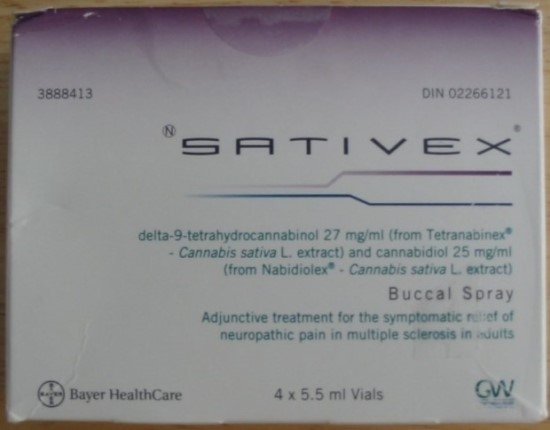 3888413 DIN 02266121
Ⓝ SATIVEX®
delta-9-tetrahydrocannabinol 27 mg/ml (from Tetranabinex®
- Cannabis sativa L. extract) and cannabidiol 25 mg/ml
(from Nabidiolex® - Cannabis sativa L. extract)
Buccal Spray
Adjunctive treatment for the symptomatic relief of
neuropathic pain in multiple sclerosis in adults
BAYER Bayer HealthCare 4 x 5.5 ml Vials GW